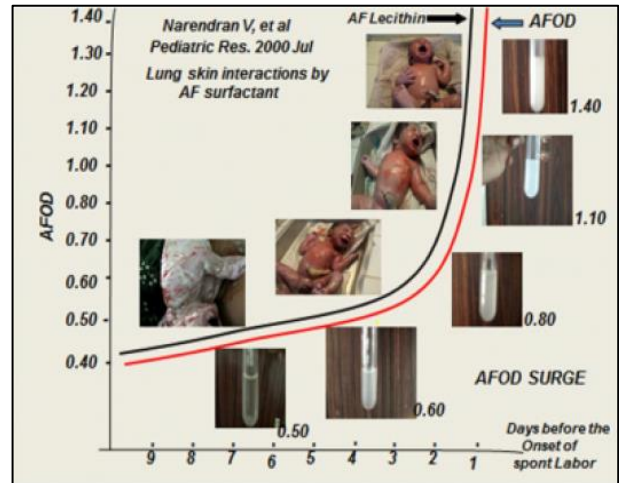 Narendran V, et al
Pediatric Res. 2000 Jul
Lung skin interactions by
AF surfactant
AF Lecithin
AFOD
1.40
1.30
1.20
1.10
1.00
0.80
0.70
0.60
0.50
0.40
AFOD
1.40
1.10
0.80
0.60
0.50
AFOD SURGE
9 8 7 6 5 4 3 2 1
Days before the
Onset of
spont Labor